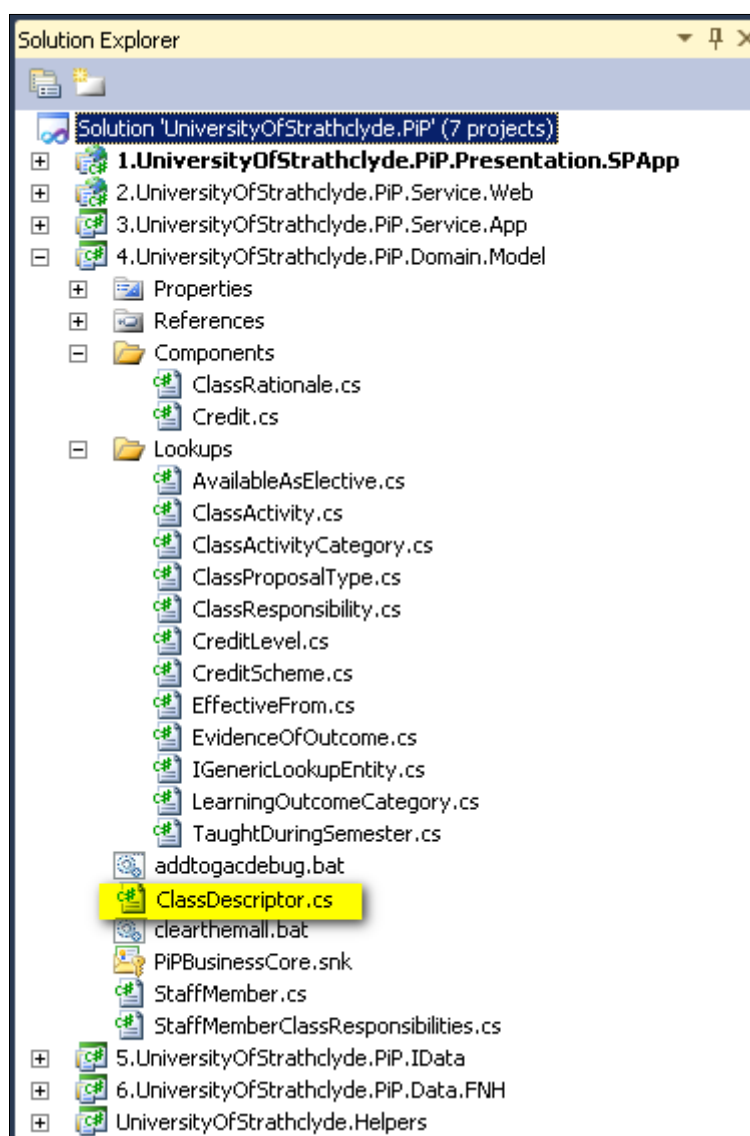 Solution Explorer
Solution 'UniversityOfStrathclyde.PiP' (7 projects)
1.UniversityOfStrathclyde.PiP.Presentation.SPApp
2.UniversityOfStrathclyde.PiP.Service.Web
3.UniversityOfStrathclyde.PiP.Service.App
4.UniversityOfStrathclyde.PiP.Domain.Model
Properties
References
Components
ClassRationale.cs
Credit.cs
Lookups
AvailableAsElective.cs
ClassActivity.cs
ClassActivityCategory.cs
ClassProposalType.cs
ClassResponsibility.cs
CreditLevel.cs
CreditScheme.cs
EffectiveFrom.cs
EvidenceOfOutcome.cs
IGenericLookupEntity.cs
LearningOutcomeCategory.cs
TaughtDuringSemester.cs
addtogacdebug.bat
ClassDescriptor.cs
clearthemall.bat
PiPBusinessCore.snk
StaffMember.cs
StaffMemberClassResponsibilities.cs
5.UniversityOfStrathclyde.PiP.IData
6.UniversityOfStrathclyde.PiP.Data.FNH
UniversityOfStrathclyde.Helpers